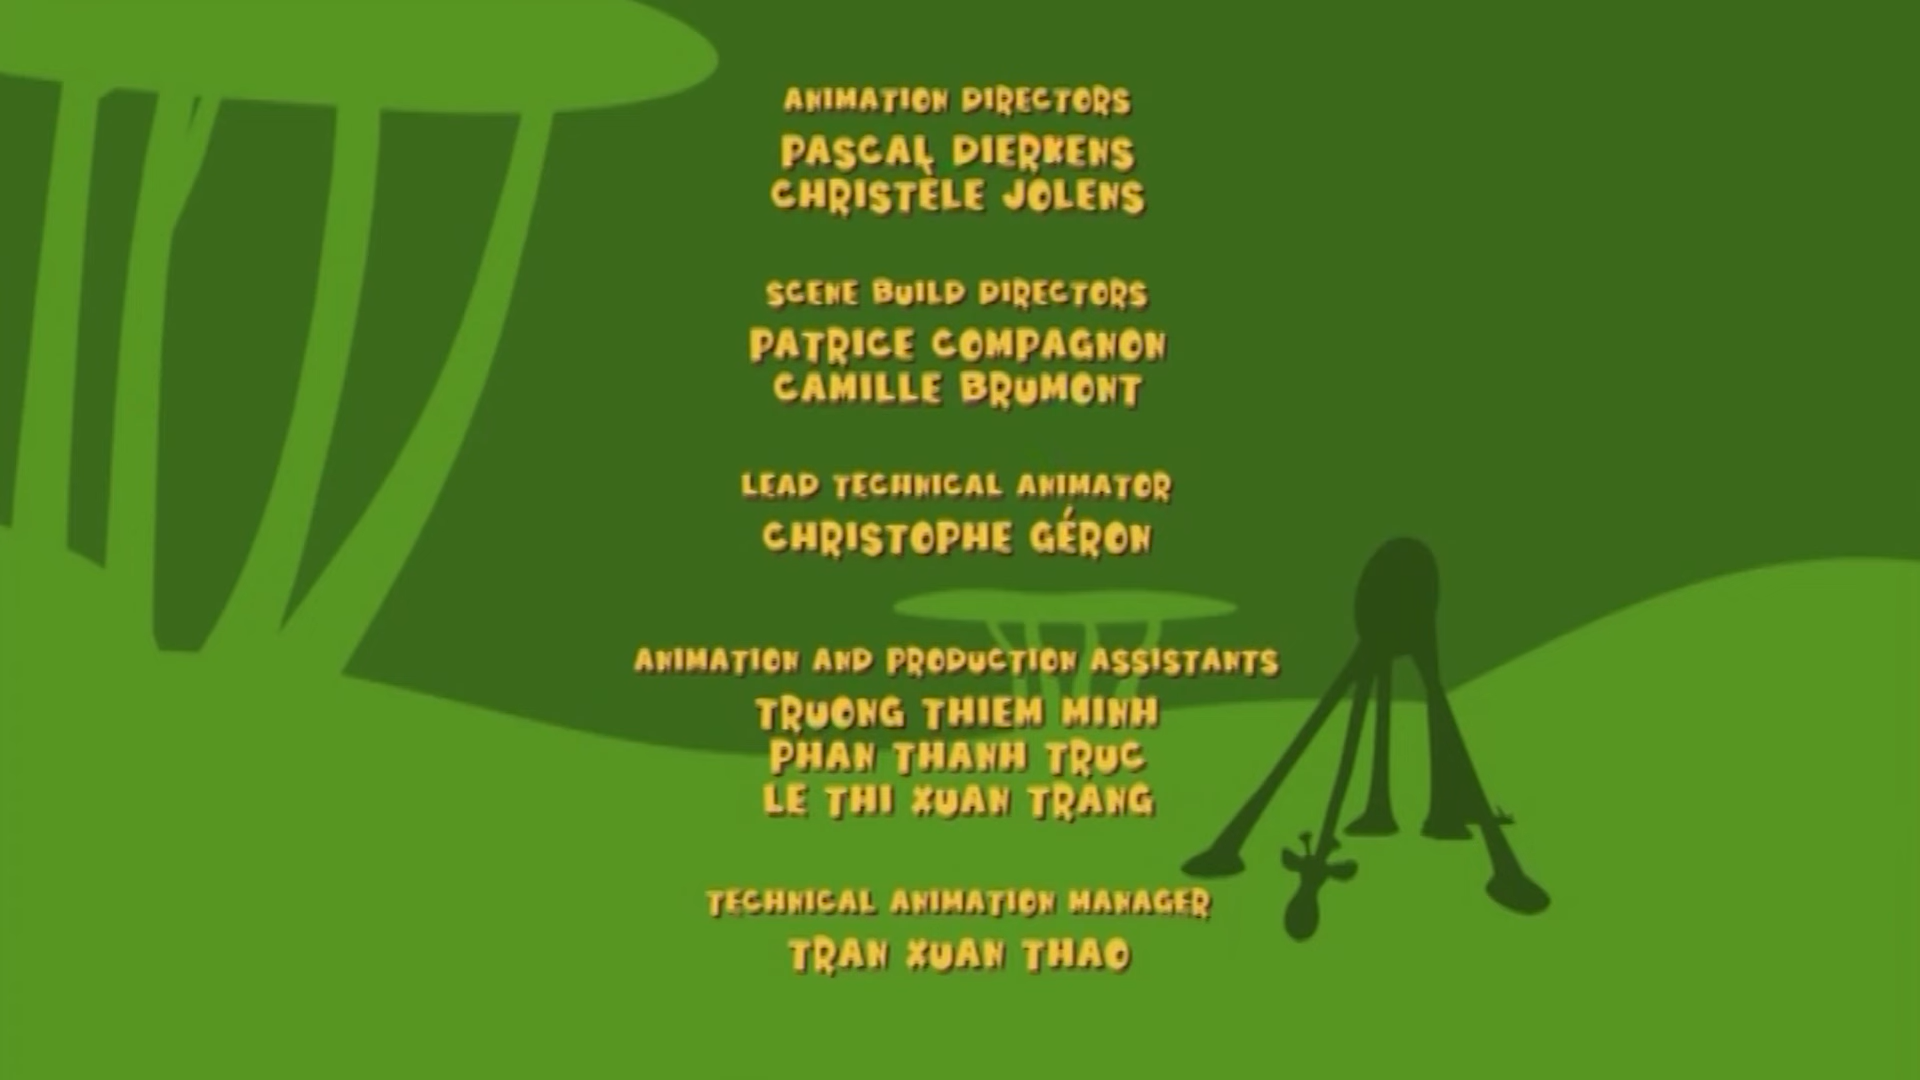 ANIMATION DIRECTORS
PASCAL DIERKENS
CHRISTÈLE JOLENS
SCENE BUILD DIRECTORS
PATRICE COMPAGNON
CAMILLE BRUMONT
LEAD TECHNICAL ANIMATOR
CHRISTOPHE GÉRON
ANIMATION AND PRODUCTION ASSISTANTS
TRUONG THIEM MINH
PHAN THANH TRUC
LE THI XUAN TRANG
TECHNICAL ANIMATION MANAGER
TRAN XUAN THAO